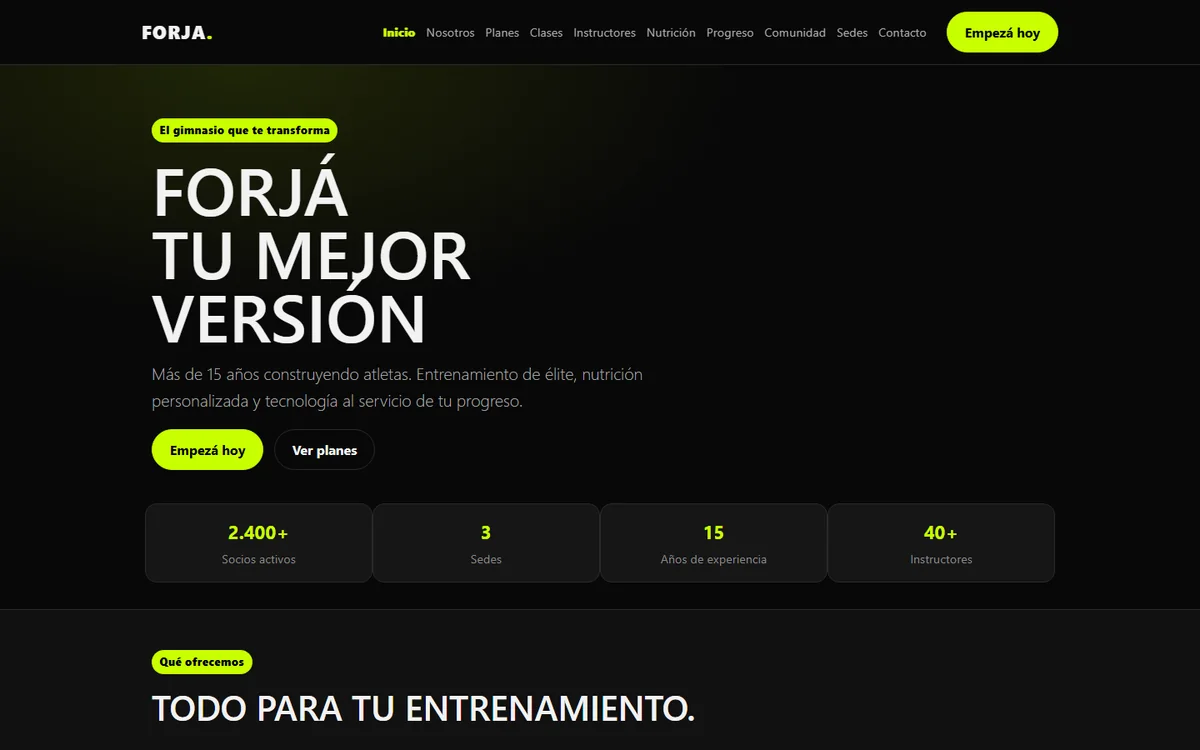 FORJA.
Inicio Nosotros Planes Clases Instructores Nutrición Progreso Comunidad Sedes Contacto
Empezá hoy
El gimnasio que te transforma
FORJÁ
TU MEJOR
VERSIÓN
Más de 15 años construyendo atletas. Entrenamiento de élite, nutrición
personalizada y tecnología al servicio de tu progreso.
Empezá hoy
Ver planes
2.400+
Socios activos
3
Sedes
15
Años de experiencia
40+
Instructores
Qué ofrecemos
TODO PARA TU ENTRENAMIENTO.